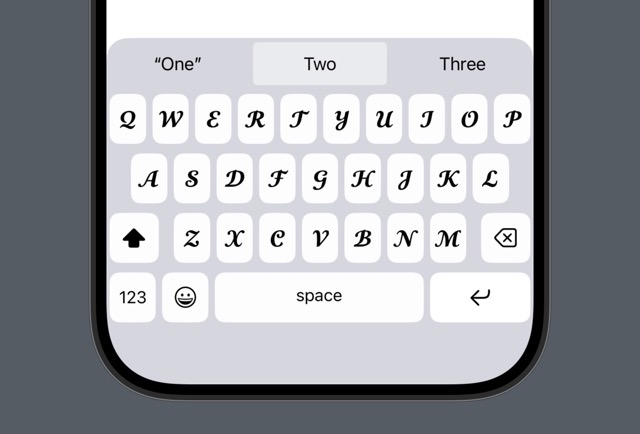 “One” Two Three
Q W E R T Y U I O P
A S D F G H J K L
Z X C V B N M
123 space